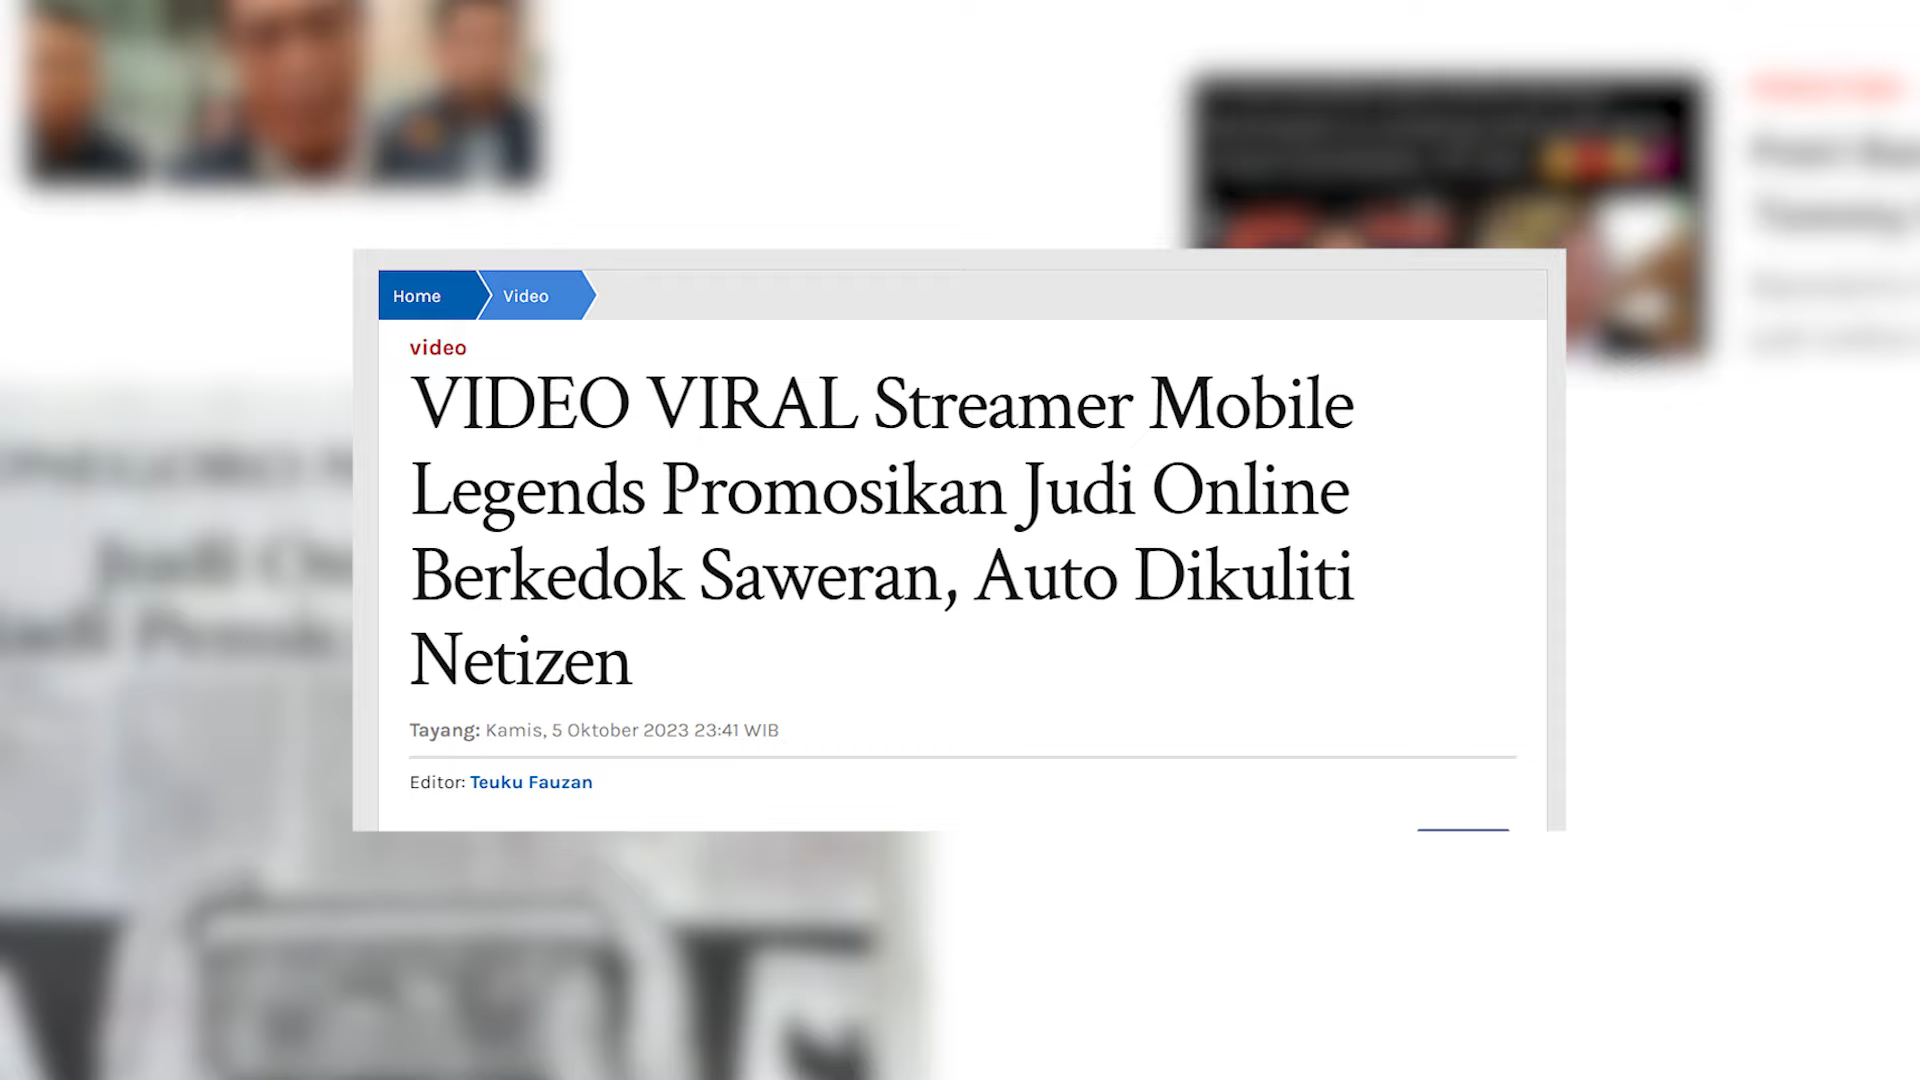 Home
Video
video
VIDEO VIRAL Streamer Mobile
Legends Promosikan Judi Online
Berkedok Saweran, Auto Dikuliti
Netizen
Tayang: Kamis, 5 Oktober 2023 23:41 WIB
Editor: Teuku Fauzan